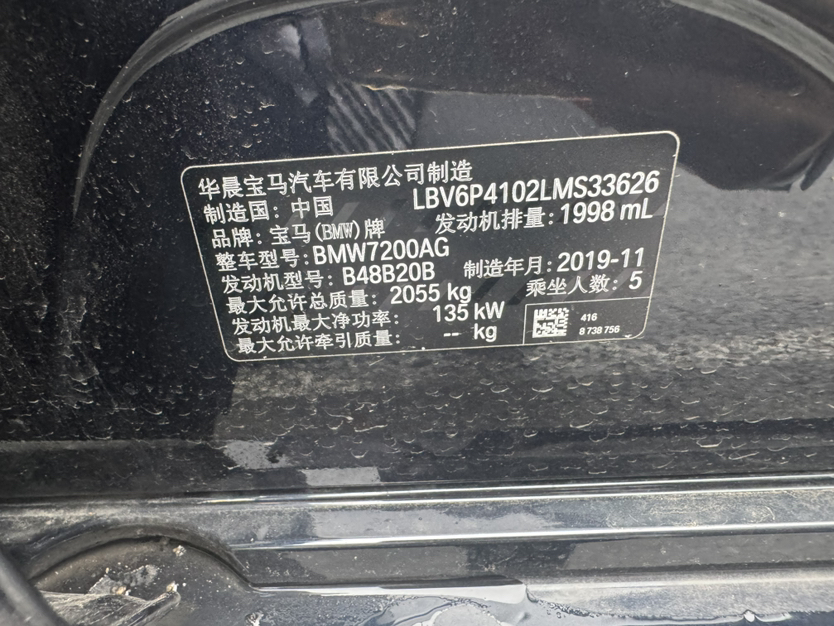 华晨宝马汽车有限公司制造
制造国: 中国 LBV6P4102LMS33626
品牌: 宝马(BMW)牌 发动机排量: 1998 mL
整车型号: BMW7200AG
发动机型号: B48B20B 制造年月: 2019-11
最大允许总质量: 2055 kg 乘坐人数: 5
发动机最大净功率: 135 kW
最大允许牵引质量: -- kg
416
8 738 756